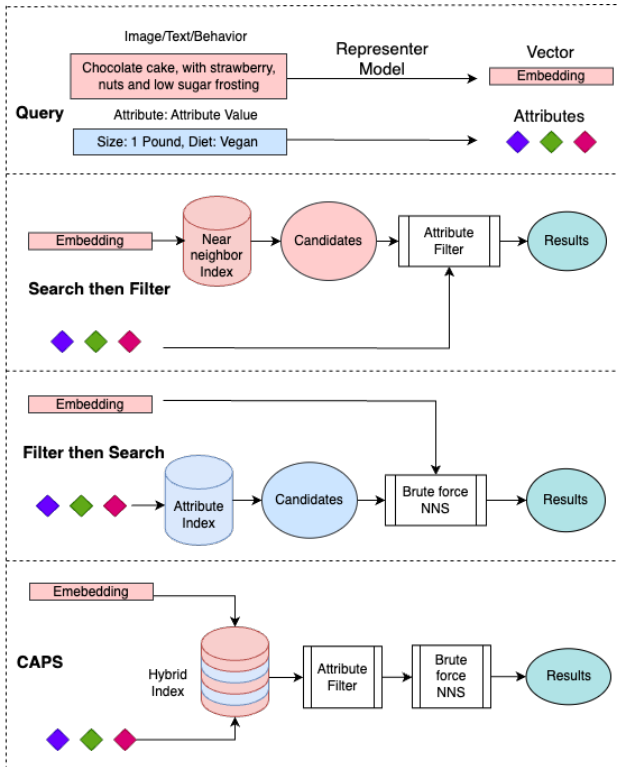 Image/Text/Behavior
Representer
Model
Vector
Chocolate cake, with strawberry,
nuts and low sugar frosting
Embedding
Query
Attribute: Attribute Value
Attributes
Size: 1 Pound, Diet: Vegan
Embedding
Near
neighbor
Index
Candidates
Attribute
Filter
Results
Search then Filter
Embedding
Filter then Search
Attribute
Index
Candidates
Brute force
NNS
Results
Emebedding
CAPS
Hybrid
Index
Attribute
Filter
Brute
force
NNS
Results